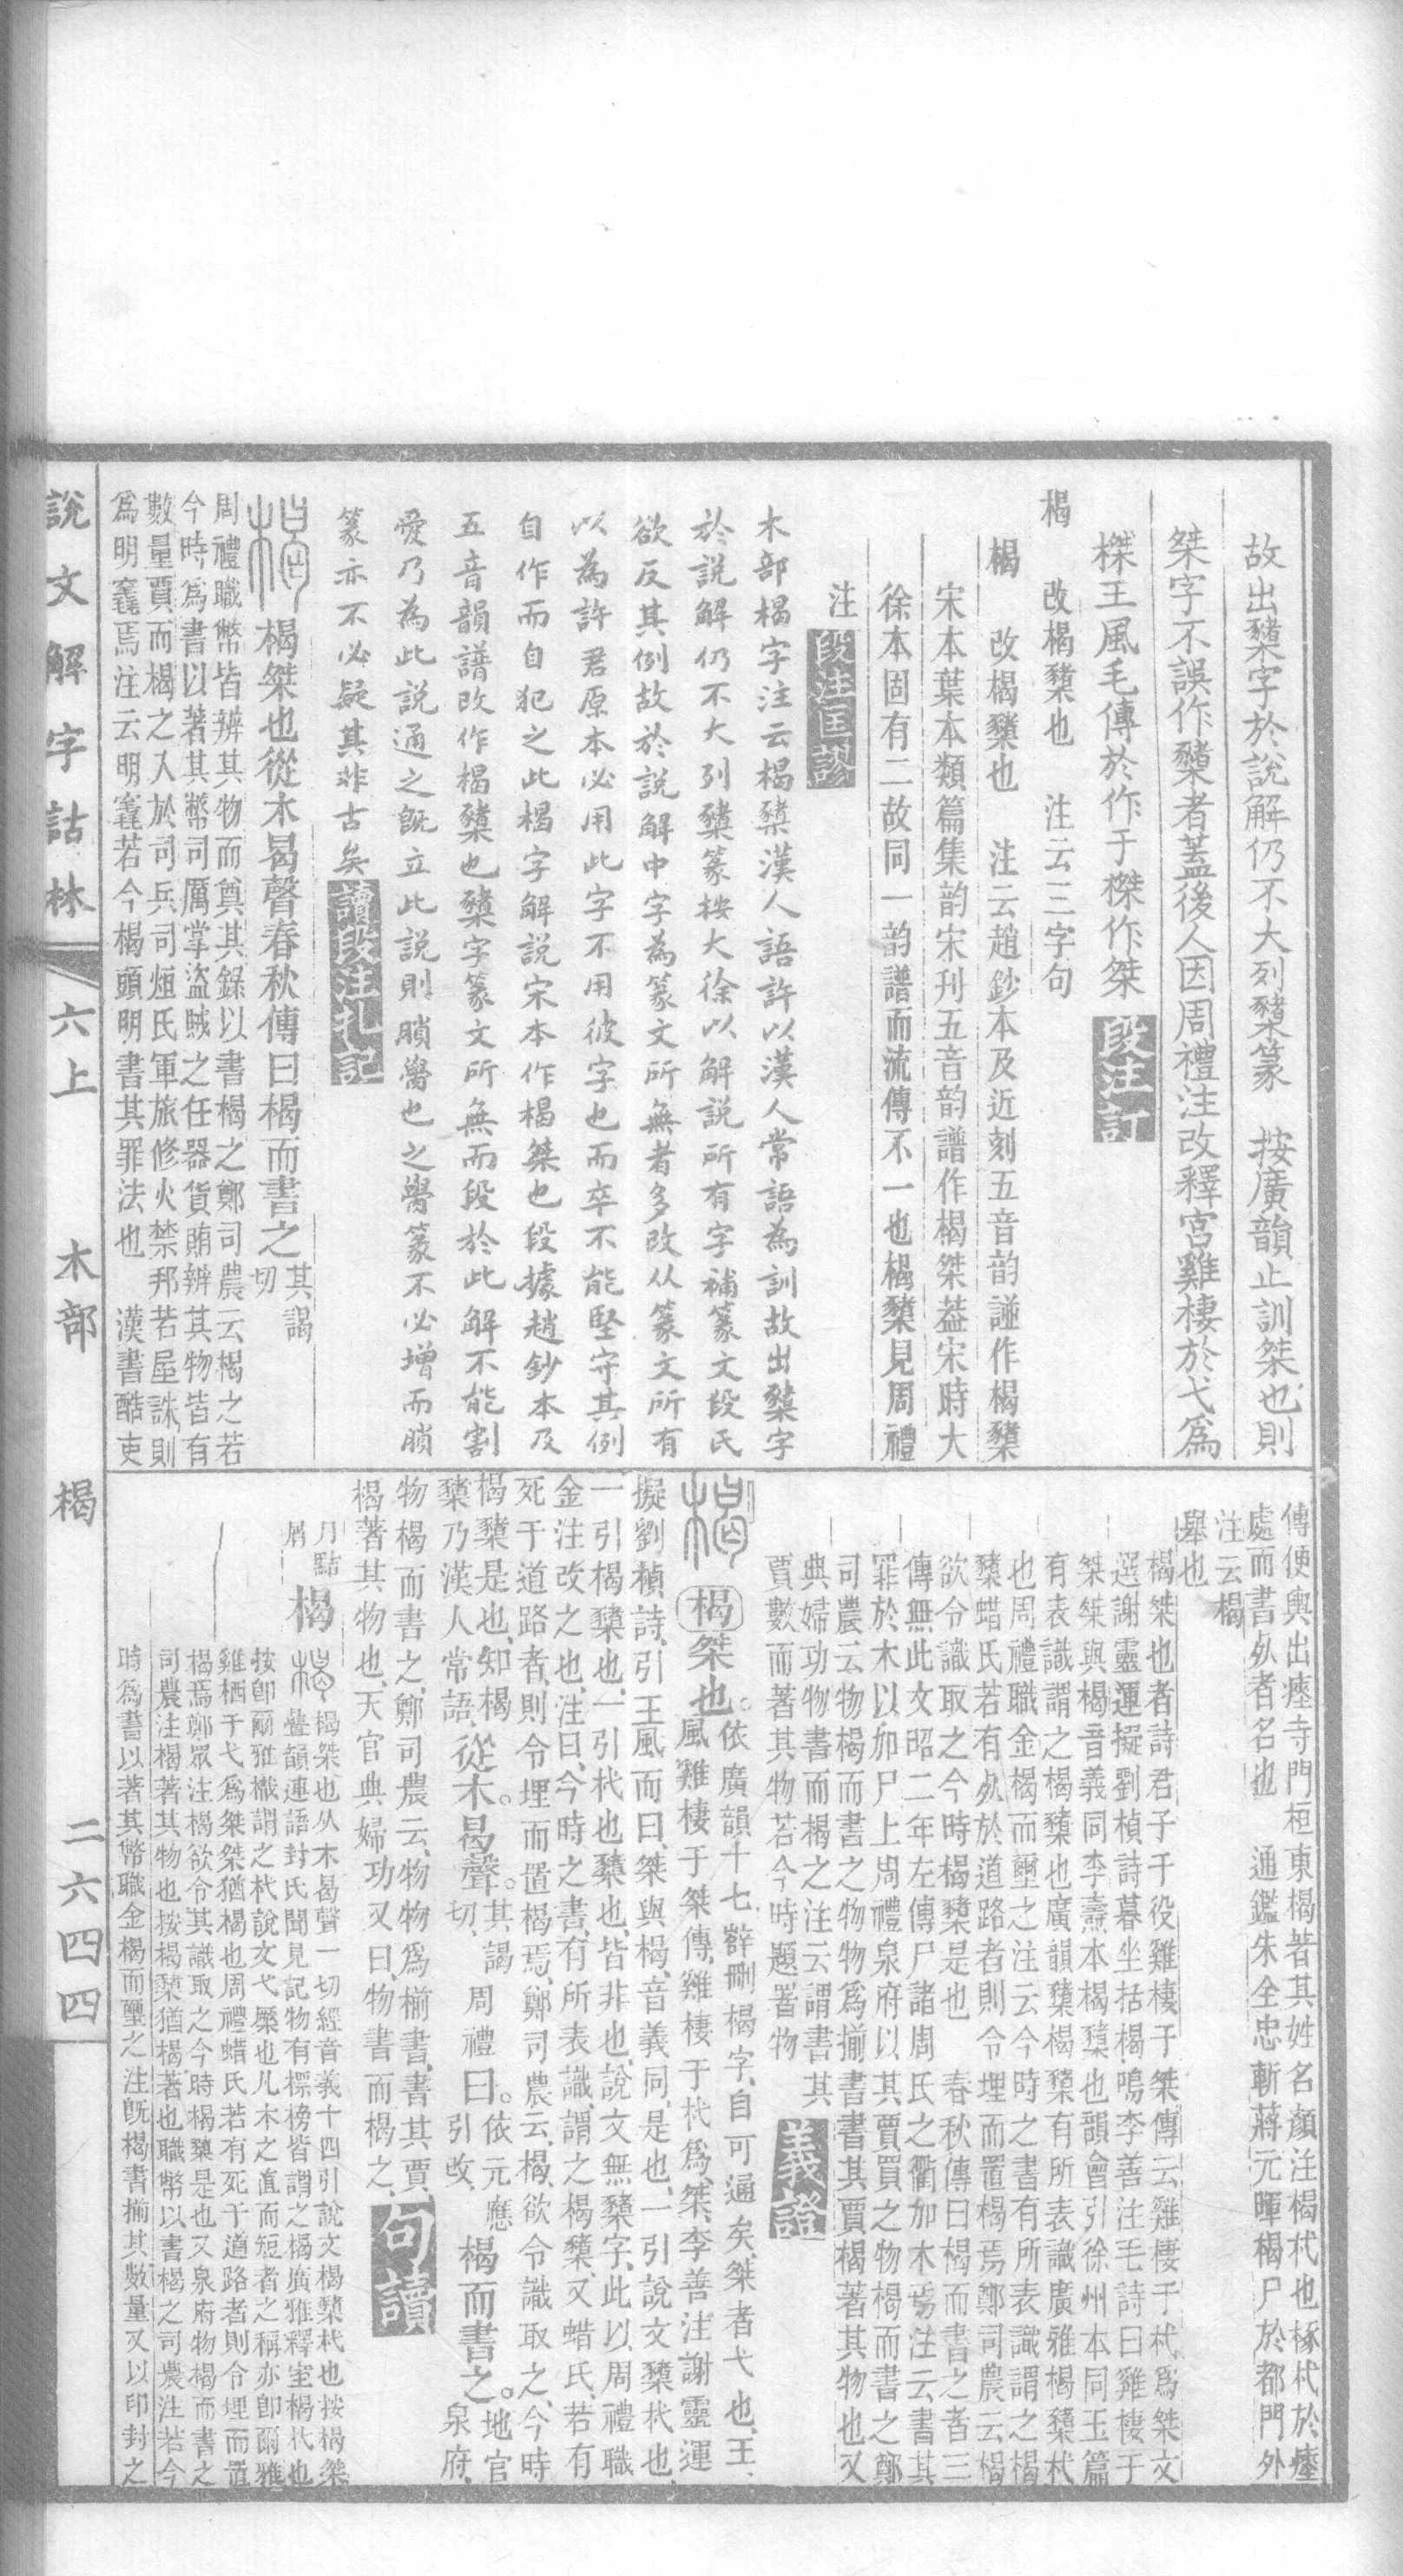 故出櫫字於說解仍不大列櫫篆　按廣韻止訓桀也則
桀字不誤作櫫者蓋後人因周禮注改釋宮雞棲於弋爲
榤王風毛傳於作于榤作桀　段注訂
楬　改楬櫫也　注云三字句
楬　改楬櫫也　注云趙鈔本及近刻五音韵譜作楬櫫
宋本葉本類篇集韵宋刊五音韵譜作楬桀葢宋時大
徐本固有二故同一韵譜而流傳不一也楬櫫見周禮
注　段注匡謬
木部楬字注云楬櫫漢人語許以漢人常語為訓故出櫫字
於說解仍不大列櫫篆按大徐以解說所有字補篆文段氏
欲反其例故於說解中字為篆文所無者多改从篆文所有
以為許君原本必用此字不用彼字也而卒不能堅守其例
自作而自犯之此楬字解說宋本作楬桀也段據趙鈔本及
五音韻譜改作楬櫫也櫫字篆文所無而段於此解不能割
愛乃為此說通之旣立此說則䐉䘐也之䘐篆不必增而䐉
篆亦不必疑其非古矣　讀段注札記
楬桀也從木曷聲春秋傳曰楬而書之　其謁切
周禮職幣皆辨其物而奠其錄以書楬之鄭司農云楬之若
今時爲書以著其幣司厲掌盜賊之任器貨賄辨其物皆有
數量賈而楬之入於司兵司烜氏軍旅修火禁邦若屋誅則
爲明竁焉注云明竁若今楬頭明書其罪法也　漢書酷吏
傳便輿出瘞寺門桓東楬著其姓名顏注楬杙也椓杙於瘞
處而書死者名也　通鑑朱全忠斬蔣元暉楬尸於都門外
注云楬
舉也
楬桀也者詩君子于役雞棲于桀傳云雞棲于杙爲桀文
選謝靈運擬劉楨詩暮坐括楬鳴李善注毛詩曰雞棲于
桀桀與楬音義同李燾本楬櫫也韻會引徐州本同玉篇
有表識謂之楬櫫也廣韻櫫楬櫫有所表識廣雅楬櫫杙
也周禮職金楬而璽之注云今時之書有所表識謂之楬
櫫蜡氏若有死於道路者則令埋而置楬焉鄭司農云楬
欲令識取之今時楬櫫是也　春秋傳曰楬而書之者三
傳無此文昭二年左傳尸諸周氏之衢加木焉注云書其
罪於木以加尸上周禮泉府以其賈買之物楬而書之鄭
司農云物楬而書之物物爲揃書書其賈楬著其物也又
典婦功物書而楬之注云謂書其
賈數而著其物若今時題署物　義證
楬桀也。依廣韻十七薛刪楬字、自可通矣、桀者弋也、王
風雞棲于桀傳、雞棲于杙爲桀、李善注謝靈運
擬劉楨詩、引王風而曰、桀與楬、音義同、是也、一引說文櫫杙也、
一引楬櫫也、一引杙也櫫也、皆非也、說文無櫫字、此以周禮職
金注改之也、注曰、今時之書、有所表識、謂之楬櫫、又蜡氏、若有
死于道路者、則令埋而置楬焉、鄭司農云、楬、欲令識取之、今時
楬櫫是也、知楬
櫫乃漢人常語、從木。曷聲。其謁切、周禮曰。依元應引改、楬而書之。地官泉府、
物楬而書之、鄭司農云、物物爲揃書、書其賈、
楬著其物也、天官典婦功又曰、物書而楬之、　句讀
月點屑　楬　楬桀也从木曷聲一切經音義十四引說文楬櫫杙也按楬桀
疊韻連語封氏聞見記物有標榜皆謂之楬廣雅釋室楬杙也
按卽爾雅樴謂之杙說文弋橜也凡木之直而短者之稱亦卽爾雅
雞栖于弋爲桀桀猶楬也周禮蜡氏若有死于道路者則令埋而置
楬焉鄭眾注楬欲令其識取之今時楬櫫是也又泉府物楬而書之
司農注楬著其物也按楬櫫猶楬著也職幣以書楬之司農注若今
時爲書以著其幣職金楬而璽之注旣楬書揃其數量又以印封之
說文解字詁林　六上　木部　楬　二六四四